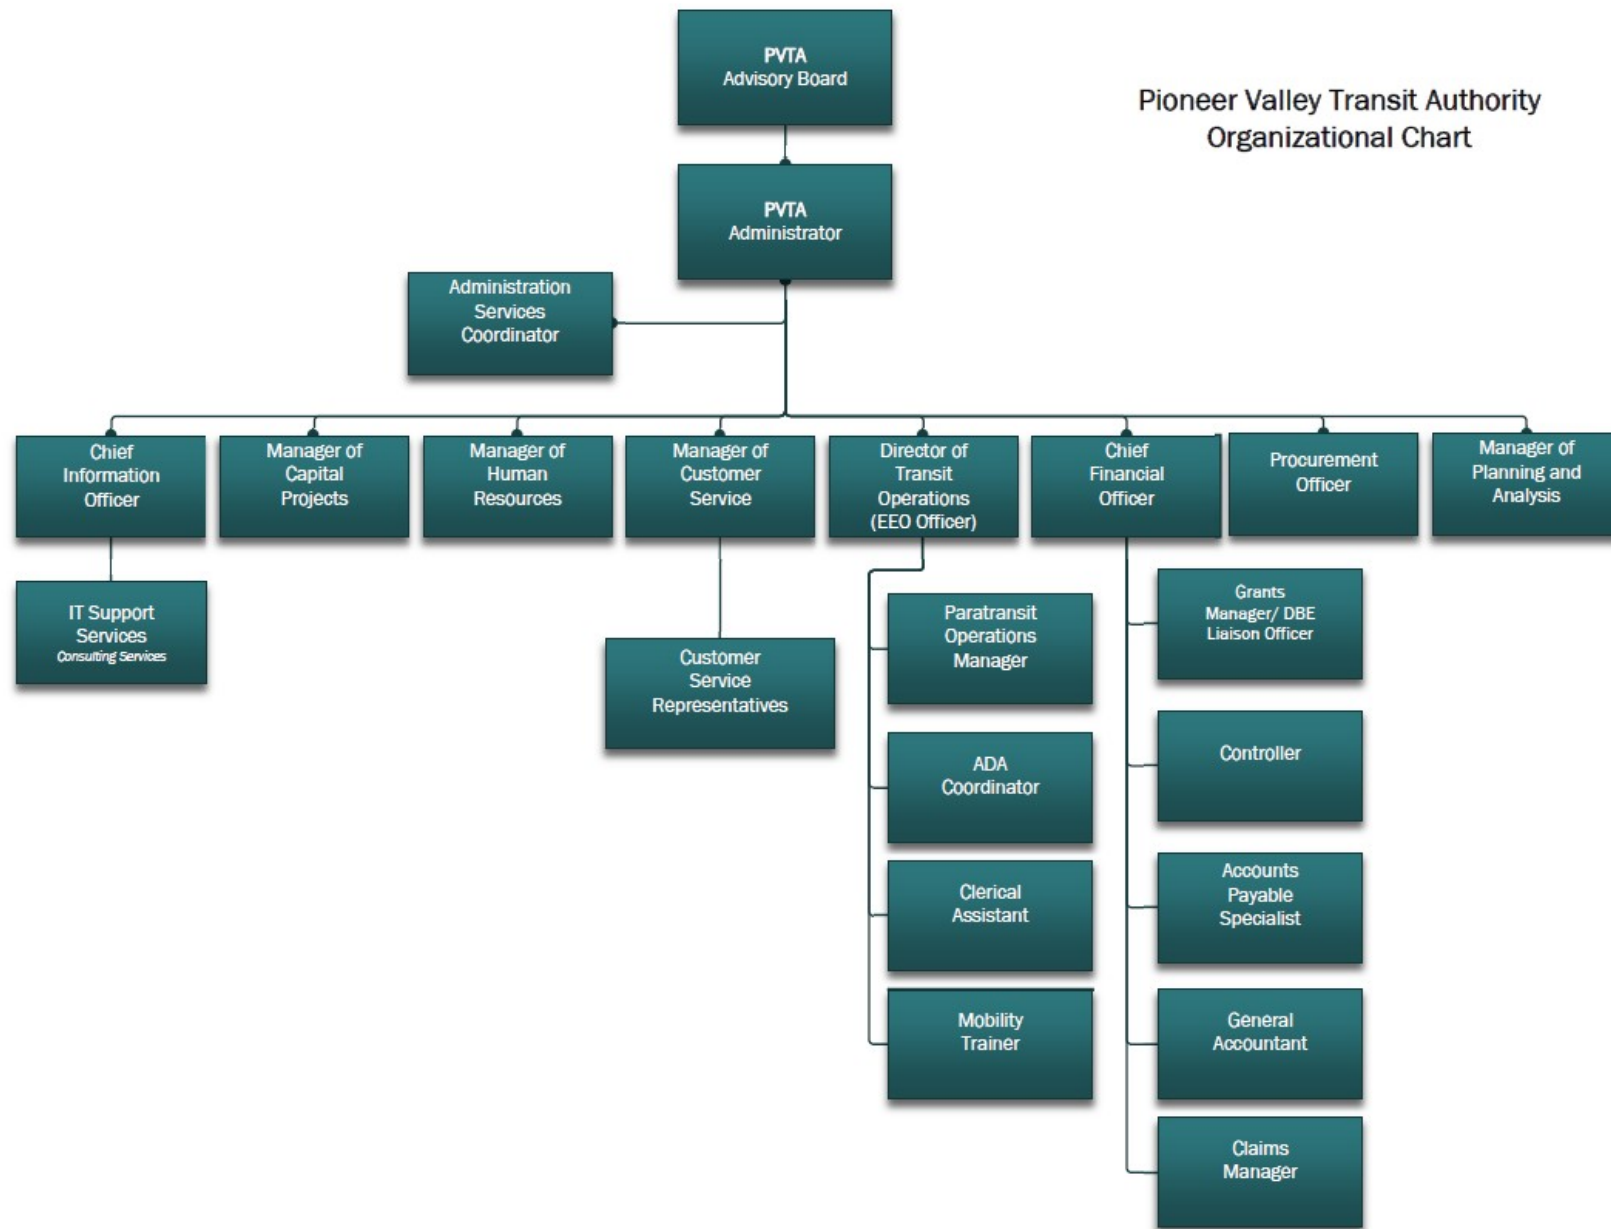 PVTA
Advisory Board
Pioneer Valley Transit Authority
Organizational Chart
PVTA
Administrator
Administration
Services
Coordinator
Chief
Information
Officer
Manager of
Capital
Projects
Manager of
Human
Resources
Manager of
Customer
Service
Director of
Transit
Operations
(EEO Officer)
Chief
Financial
Officer
Procurement
Officer
Manager of
Planning and
Analysis
IT Support
Services
Consulting Services
Customer
Service
Representatives
Paratransit
Operations
Manager
ADA
Coordinator
Clerical
Assistant
Mobility
Trainer
Grants
Manager/ DBE
Liaison Officer
Controller
Accounts
Payable
Specialist
General
Accountant
Claims
Manager